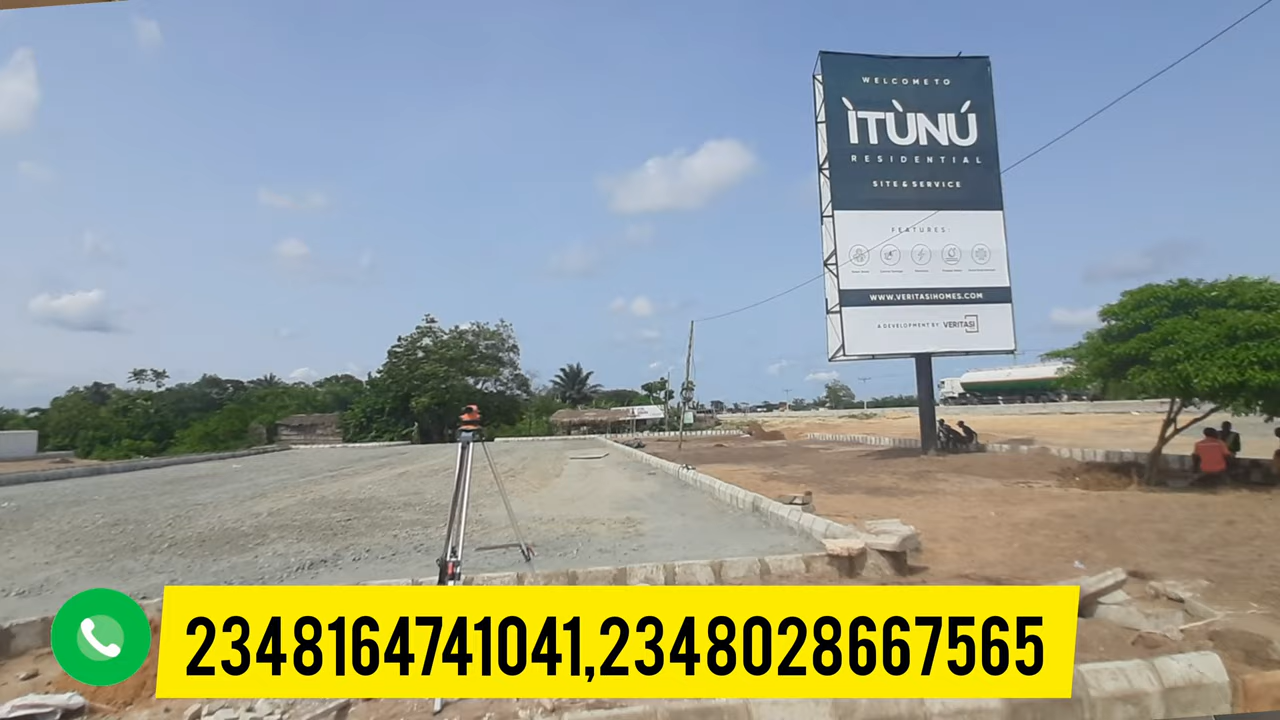 WELCOME TO
ÌTÙNÚ
RESIDENTIAL
SITE & SERVICE
FEATURES:
WWW.VERITASIHOMES.COM
A DEVELOPMENT BY VERITASI
2348164741041,2348028667565